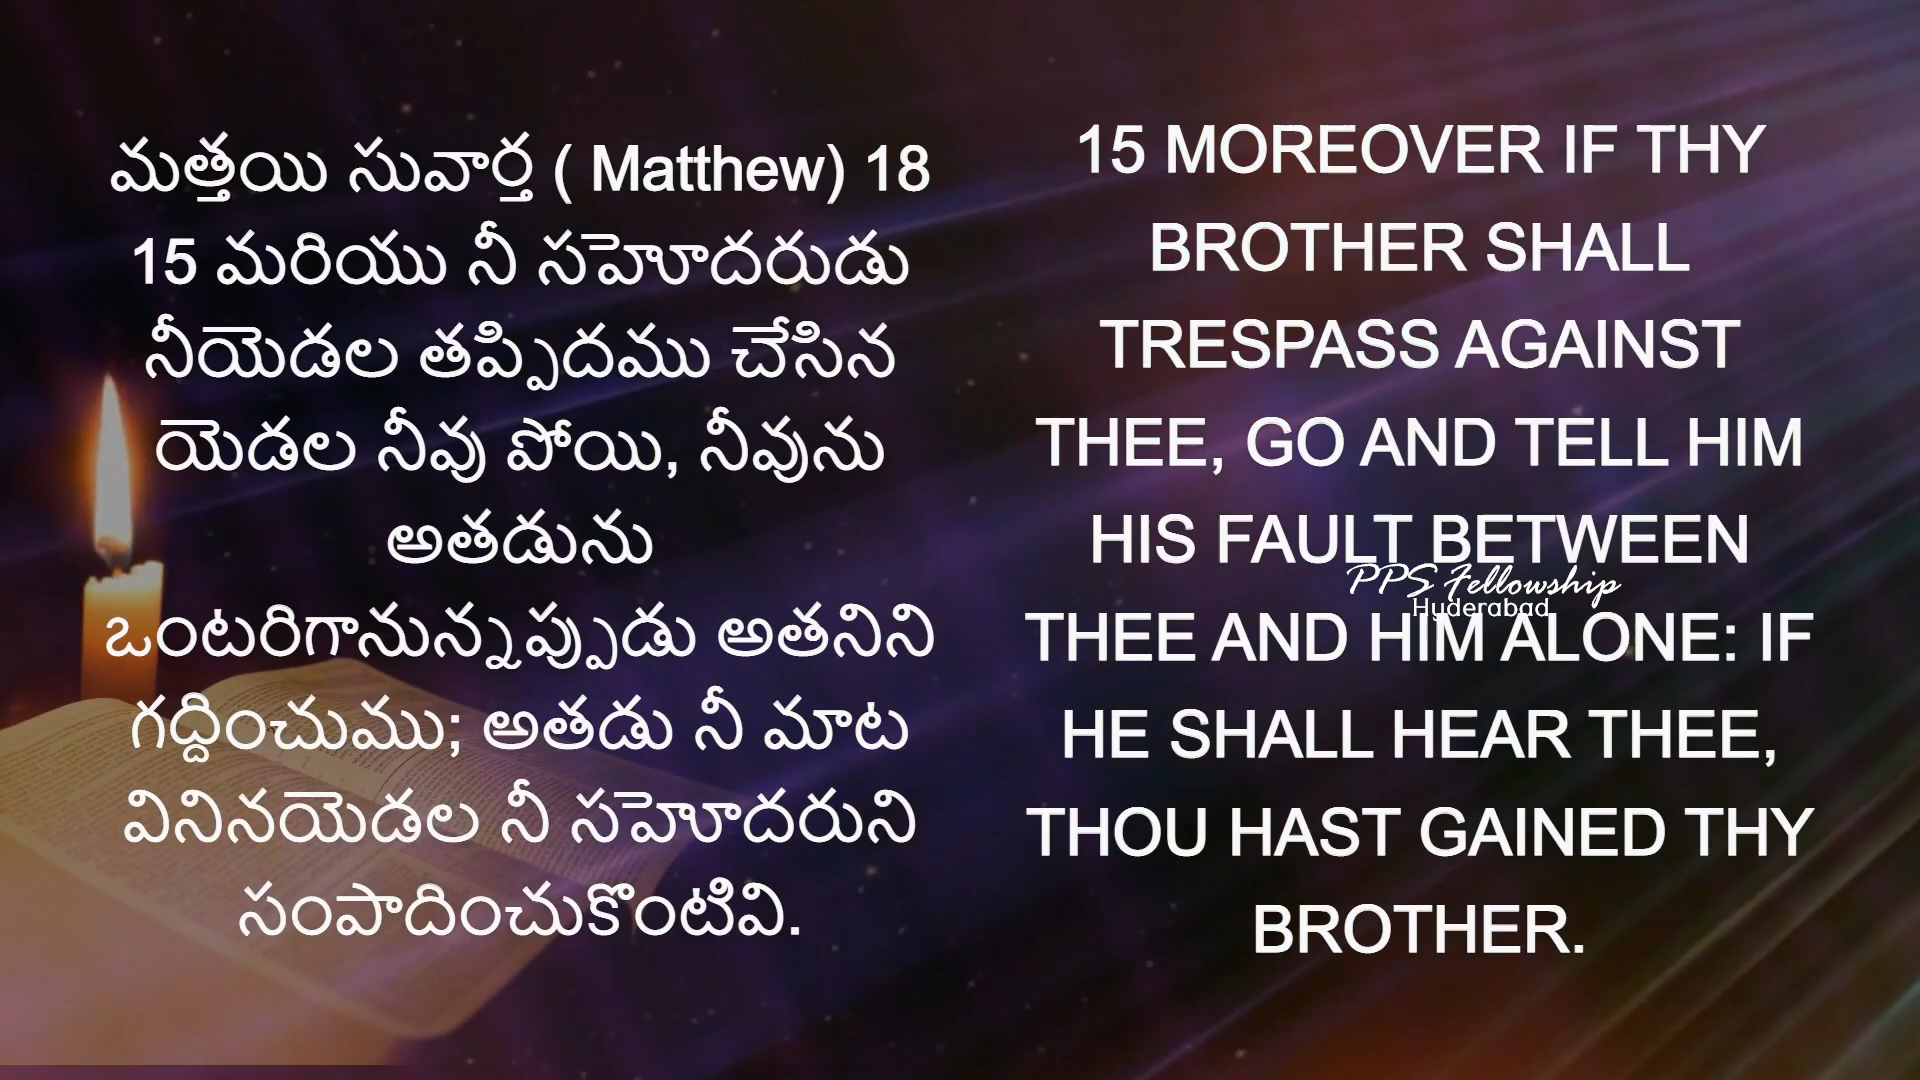 మత్తయి సువార్త ( Matthew) 18
15 మరియు నీ సహెూదరుడు
నీయెడల తప్పిదము చేసిన
యెడల నీవు పోయి, నీవును
అతడును
ఒంటరిగానున్నప్పుడు అతనిని
గద్దించుము; అతడు నీ మాట
వినినయెడల నీ సహెూదరుని
సంపాదించుకొంటివి.
15 MOREOVER IF THY
BROTHER SHALL
TRESPASS AGAINST
THEE, GO AND TELL HIM
HIS FAULT BETWEEN
PPS Fellowship
Hyderabad
THEE AND HIM ALONE: IF
HE SHALL HEAR THEE,
THOU HAST GAINED THY
BROTHER.